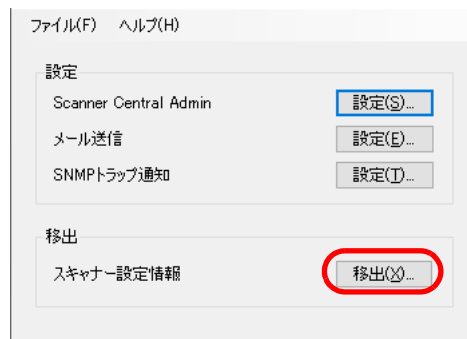 ファイル(F) ヘルプ(H)
設定
Scanner Central Admin 設定(S)...
メール送信 設定(E)...
SNMPトラップ通知 設定(T)...
移出
スキャナー設定情報 移出(X)...